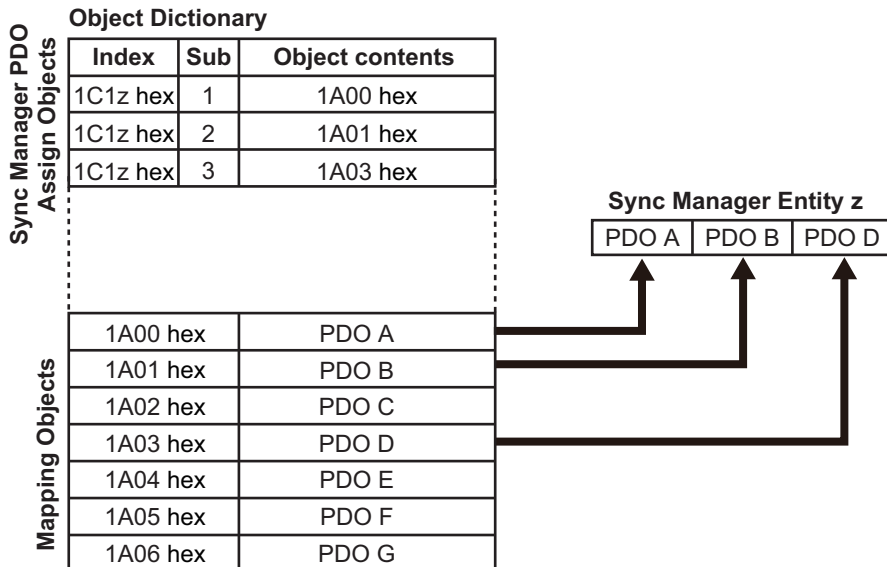 Object Dictionary
Sync Manager PDO
Assign Objects
Index Sub Object contents
1C1z hex 1 1A00 hex
1C1z hex 2 1A01 hex
1C1z hex 3 1A03 hex
Sync Manager Entity z
PDO A PDO B PDO D
Mapping Objects
1A00 hex PDO A
1A01 hex PDO B
1A02 hex PDO C
1A03 hex PDO D
1A04 hex PDO E
1A05 hex PDO F
1A06 hex PDO G